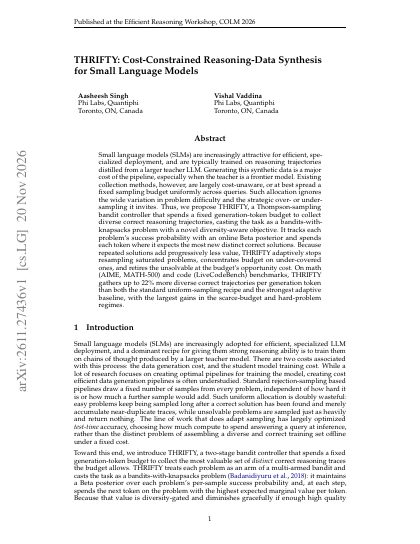 Published at the Efficient Reasoning Workshop, COLM 2026
THRIFTY: Cost-Constrained Reasoning-Data Synthesis
for Small Language Models
Aasheesh Singh
Phi Labs, Quantiphi
Toronto, ON, Canada
Vishal Vaddina
Phi Labs, Quantiphi
Toronto, ON, Canada
Abstract
Small language models (SLMs) are increasingly attractive for efficient, spe-
cialized deployment, and are typically trained on reasoning trajectories
distilled from a larger teacher LLM. Generating this synthetic data is a major
cost of the pipeline, especially when the teacher is a frontier model. Existing
collection methods, however, are largely cost-unaware, or at best spread a
fixed sampling budget uniformly across queries. Such allocation ignores
the wide variation in problem difficulty and the strategic over- or under-
sampling it invites. Thus, we propose THRIFTY, a Thompson-sampling
bandit controller that spends a fixed generation-token budget to collect
diverse correct reasoning trajectories, casting the task as a bandits-with-
knapsacks problem with a novel diversity-aware objective. It tracks each
problem's success probability with an online Beta posterior and spends
each token where it expects the most new distinct correct solutions. Because
repeated solutions add progressively less value, THRIFTY adaptively stops
resampling saturated problems, concentrates budget on under-covered
ones, and retires the unsolvable at the budget's opportunity cost. On math
(AIME, MATH-500) and code (LiveCodeBench) benchmarks, THRIFTY
gathers up to 22% more diverse correct trajectories per generation token
than both the standard uniform-sampling recipe and the strongest adaptive
baseline, with the largest gains in the scarce-budget and hard-problem
regimes.
1 Introduction
Small language models (SLMs) are increasingly adopted for efficient, specialized LLM
deployment, and a dominant recipe for giving them strong reasoning ability is to train them
on chains of thought produced by a larger teacher model. There are two costs associated
with this process: the data generation cost, and the student model training cost. While a
lot of research focuses on creating optimal pipelines for training the model, creating cost
efficient data generation pipelines is often understudied. Standard rejection-sampling based
pipelines draw a fixed number of samples from every problem, independent of how hard it
is or how much a further sample would add. Such uniform allocation is doubly wasteful:
easy problems keep being sampled long after a correct solution has been found and merely
accumulate near-duplicate traces, while unsolvable problems are sampled just as heavily
and return nothing. The line of work that does adapt sampling has largely optimized
test-time accuracy, choosing how much compute to spend answering a query at inference,
rather than the distinct problem of assembling a diverse and correct training set offline
under a fixed cost.
Toward this end, we introduce THRIFTY, a two-stage bandit controller that spends a fixed
generation-token budget to collect the most valuable set of distinct correct reasoning traces
the budget allows. THRIFTY treats each problem as an arm of a multi-armed bandit and
casts the task as a bandits-with-knapsacks problem (Badanidiyuru et al., 2018): it maintains
a Beta posterior over each problem's per-sample success probability and, at each step,
spends the next token on the problem with the highest expected marginal value per token.
Because that value is diversity-gated and diminishes gracefully if enough high quality
1
arXiv:2611.27436v1 [cs.LG] 20 Nov 2026